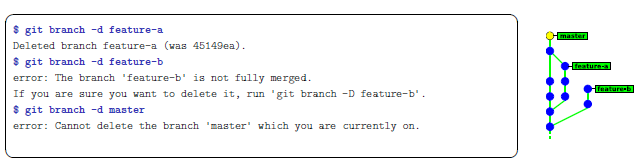 $ git branch -d feature-a
Deleted branch feature-a (was 45149ea).
$ git branch -d feature-b
error: The branch 'feature-b' is not fully merged.
If you are sure you want to delete it, run 'git branch -D feature-b'.
$ git branch -d master
error: Cannot delete the branch 'master' which you are currently on.
master
feature-a
feature-b